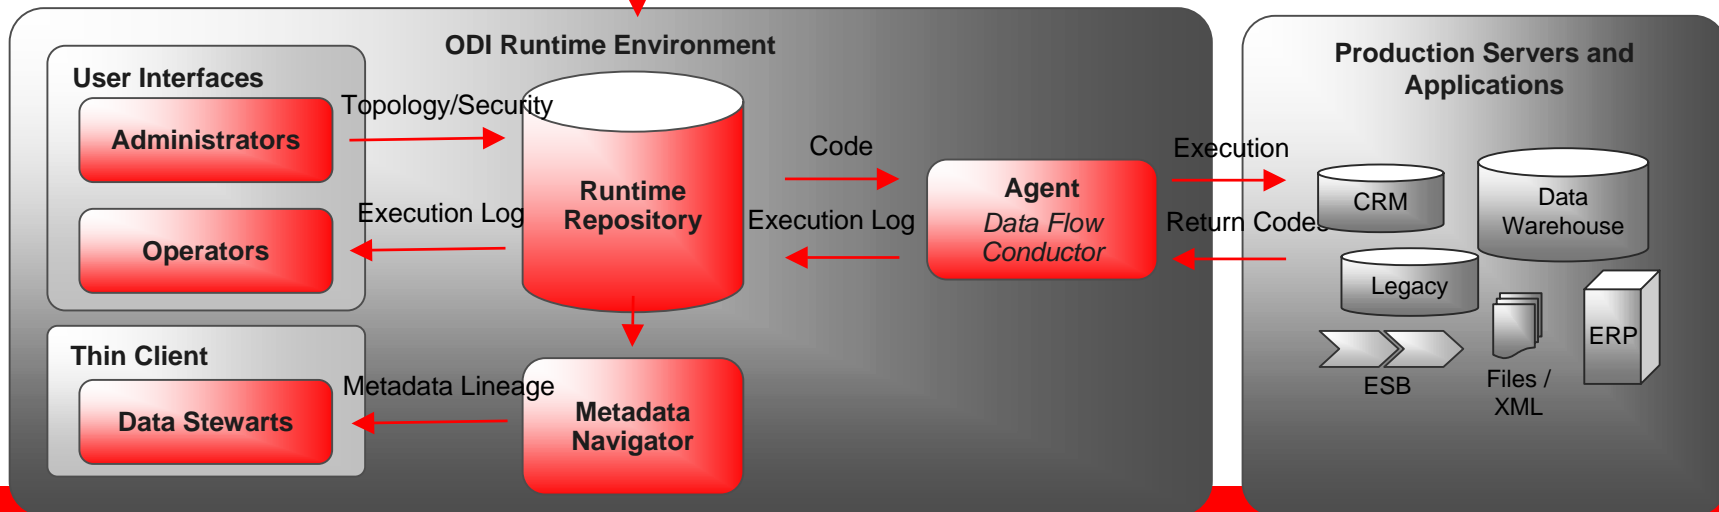 ODI Runtime Environment
User Interfaces
Administrators
Topology/Security
Operators
Execution Log
Runtime
Repository
Code
Execution Log
Agent
Data Flow
Conductor
Execution
Return Codes
Thin Client
Data Stewarts
Metadata Lineage
Metadata
Navigator
Production Servers and
Applications
CRM
Data
Warehouse
Legacy
ESB
Files /
XML
ERP